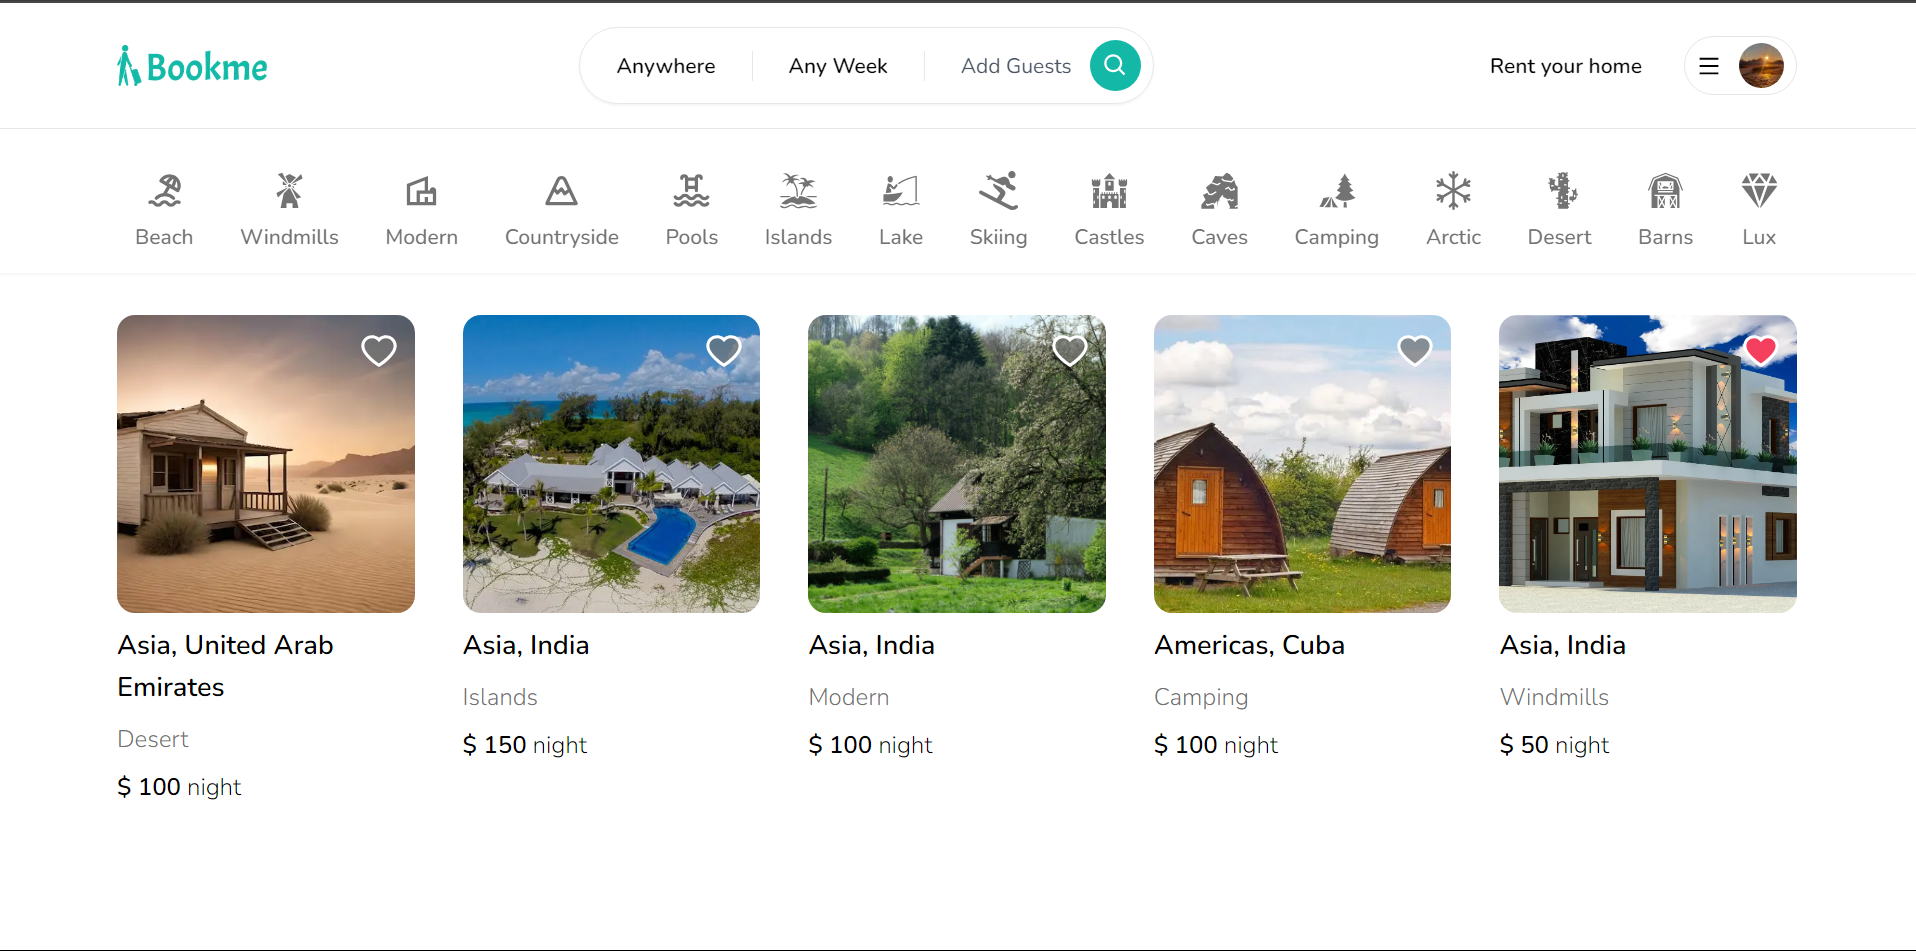 Bookme
Anywhere
Any Week
Add Guests
Rent your home
Beach
Windmills
Modern
Countryside
Pools
Islands
Lake
Skiing
Castles
Caves
Camping
Arctic
Desert
Barns
Lux
Asia, United Arab
Emirates
Desert
$ 100 night
Asia, India
Islands
$ 150 night
Asia, India
Modern
$ 100 night
Americas, Cuba
Camping
$ 100 night
Asia, India
Windmills
$ 50 night